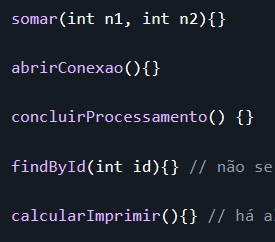 somar(int n1, int n2){}
abrirConexao(){}
concluirProcessamento() {}
findById(int id){} // não se
calcularImprimir(){} // há